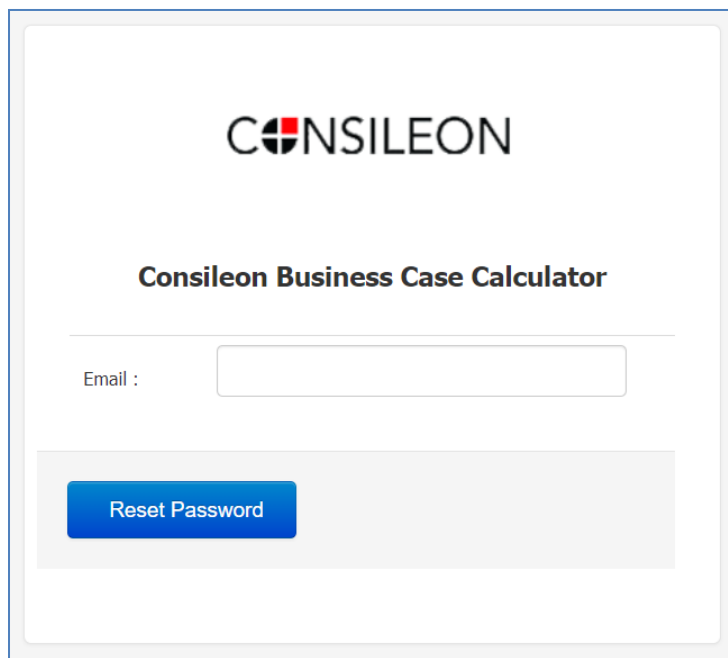 CONSILEON
Consileon Business Case Calculator
Email :
Reset Password